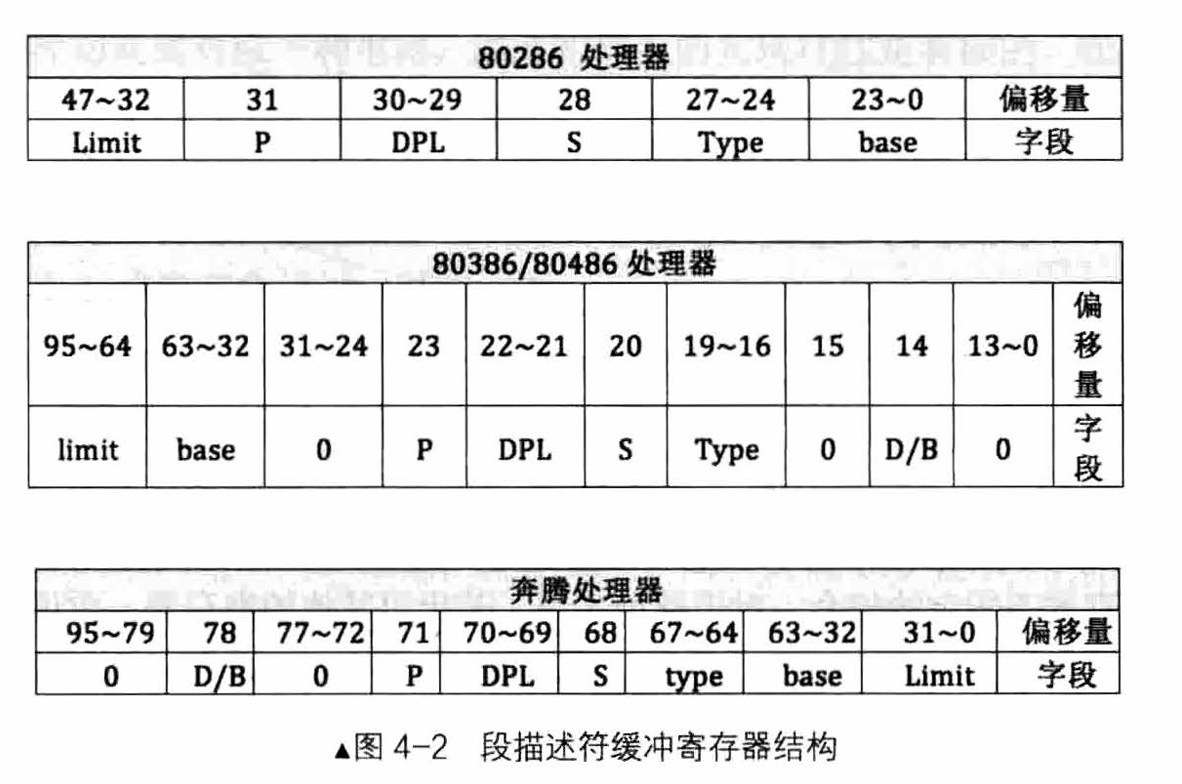 80286 处理器
47~32 31 30~29 28 27~24 23~0 偏移量
Limit P DPL S Type base 字段
80386/80486 处理器
95~64 63~32 31~24 23 22~21 20 19~16 15 14 13~0 偏移量
limit base 0 P DPL S Type 0 D/B 0 字段
奔腾处理器
95~79 78 77~72 71 70~69 68 67~64 63~32 31~0 偏移量
0 D/B 0 P DPL S type base Limit 字段
▲图 4-2 段描述符缓冲寄存器结构